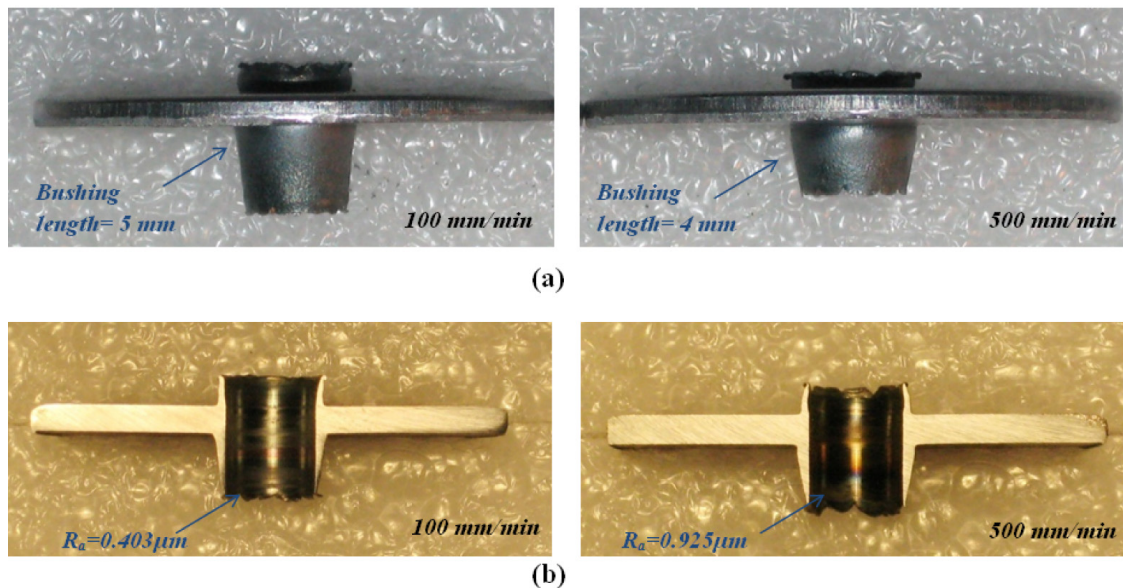 Bushing
length= 5 mm
100 mm/min
Bushing
length= 4 mm
500 mm/min
(a)
Rₐ=0.403μm
100 mm/min
Rₐ=0.925μm
500 mm/min
(b)